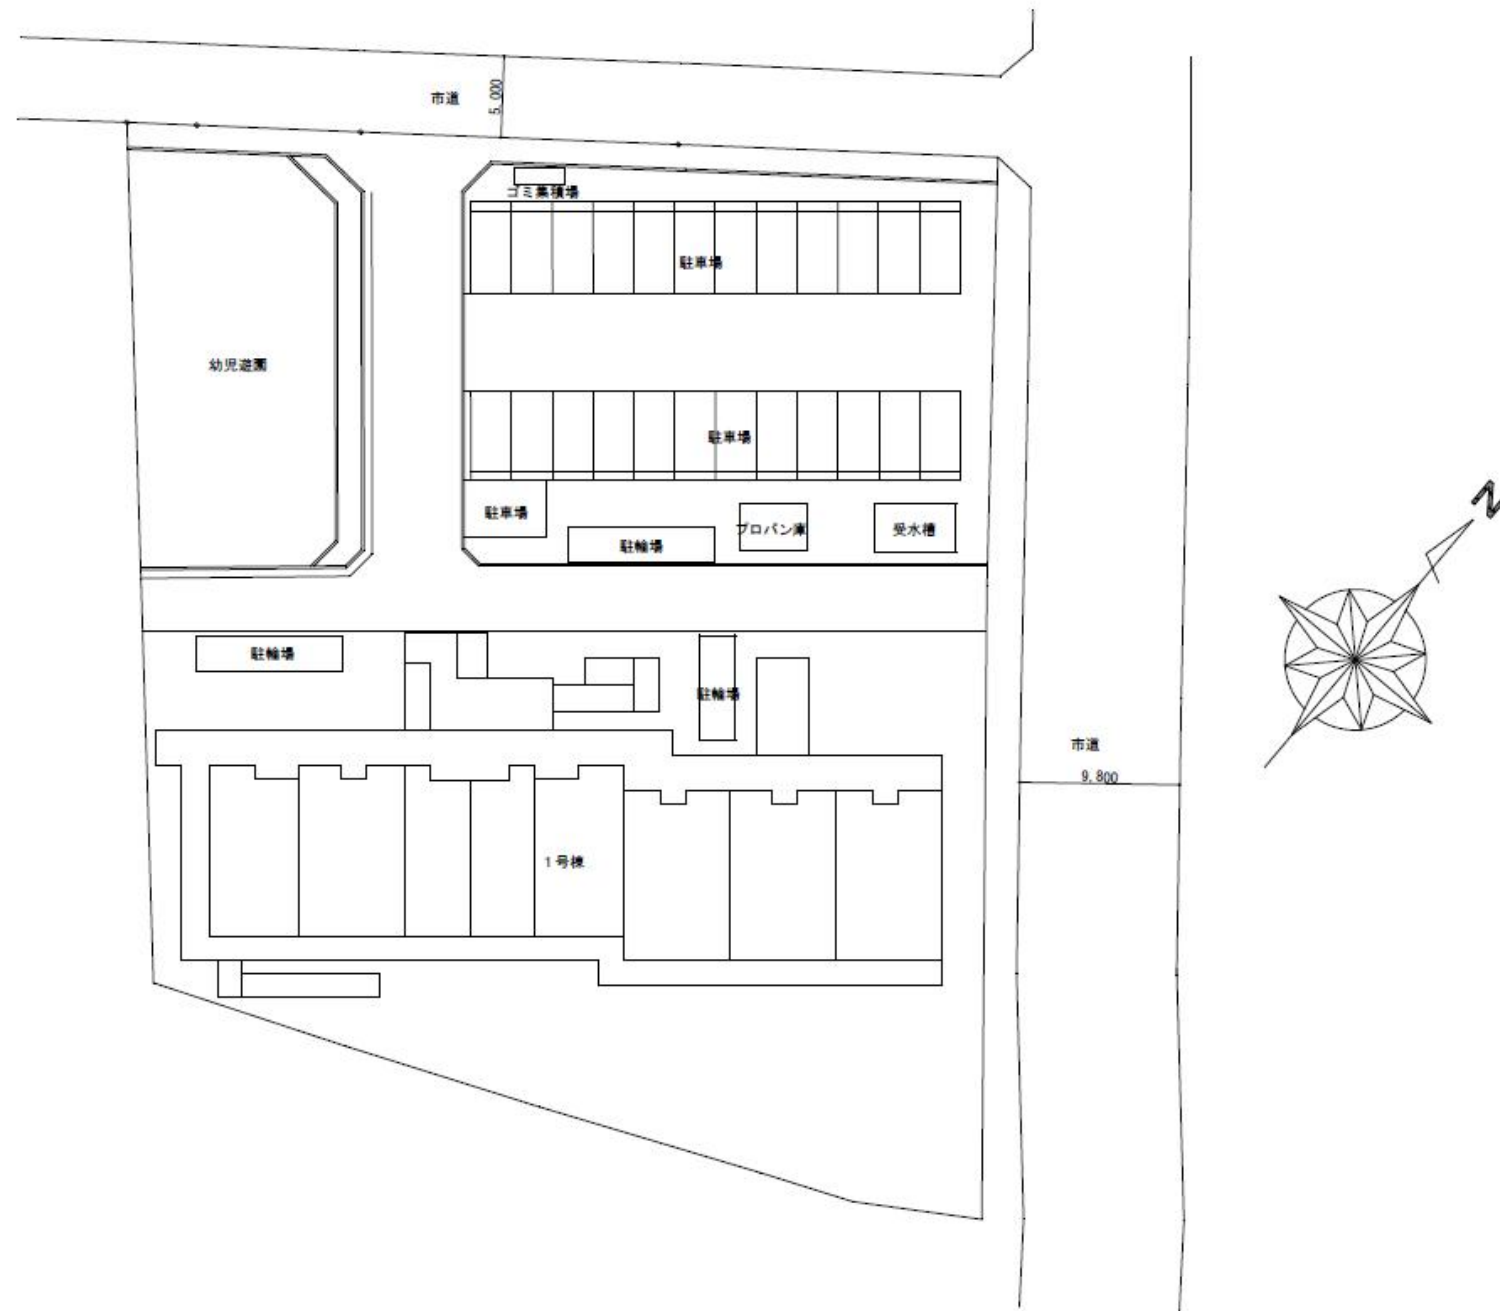 市道
5,000
ゴミ集積場
駐車場
幼児遊園
駐車場
駐車場
プロパン庫
受水槽
駐輪場
N
駐輪場
駐輪場
市道
9,800
1号棟